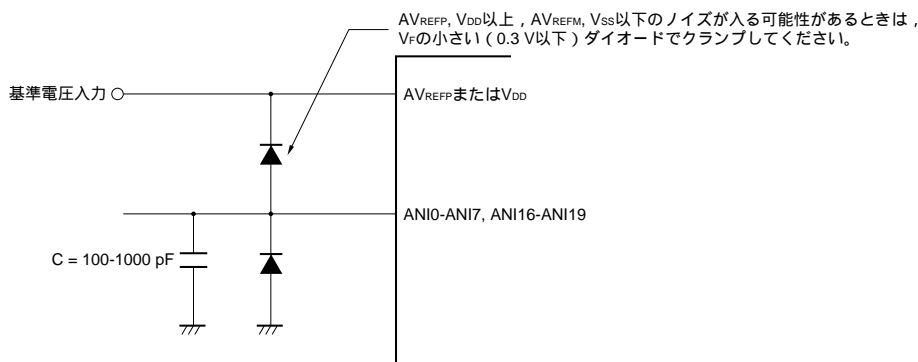 AVREFP, VDD以上，AVREFM, VSS以下のノイズが入る可能性があるときは，
VFの小さい（0.3 V以下）ダイオードでクランプしてください。
基準電圧入力
AVREFPまたはVDD
ANI0-ANI7, ANI16-ANI19
C = 100-1000 pF